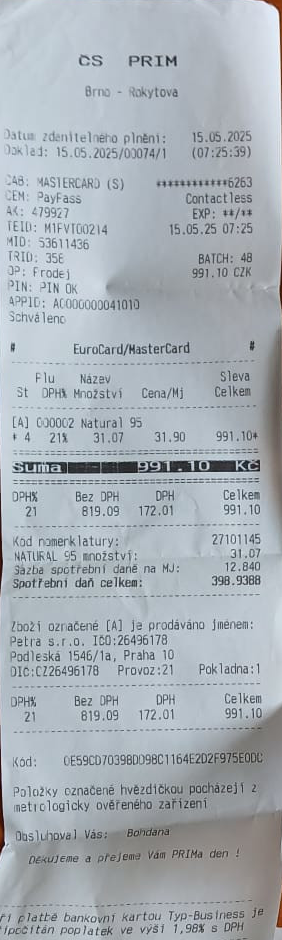 ČS PRIM
Brno - Rokytova
Datum zdanitelného plnění: 15.05.2025
Doklad: 15.05.2025/00074/1 (07:25:39)
CAB: MASTERCARD (S) ************6263
CEM: PayPass Contactless
AK: 479927 EXP: **/**
TEID: M1FVT00214 15.05.25 07:25
MID: 53611436
TRID: 358 BATCH: 48
OP: Prodej 991.10 CZK
PIN: PIN OK
APPID: A0000000041010
Schváleno
# EuroCard/MasterCard #
Plu Název Sleva
St DPH% Množství Cena/Mj Celkem
[A] 000002 Natural 95
* 4 21% 31.07 31.90 991.10*
Suma 991.10 Kč
DPH% Bez DPH DPH Celkem
21 819.09 172.01 991.10
Kód nomenklatury: 27101145
NATURAL 95 množství: 31.07
Sazba spotřební daně na MJ: 12.840
Spotřební daň celkem: 398.9388
Zboží označené [A] je prodáváno jménem:
Petra s.r.o. IČO:26496178
Podleská 1546/1a, Praha 10
DIČ:CZ26496178 Provoz:21 Pokladna:1
DPH% Bez DPH DPH Celkem
21 819.09 172.01 991.10
Kód: 0E59CD70398DD98C1164E2D2F975E0DC
Položky označené hvězdičkou pocházejí z
metrologicky ověřeného zařízení
Obsluhoval Vás: Bohdana
Děkujeme a přejeme Vám PRIMa den !
při platbě bankovní kartou Typ-Business je
připočítán poplatek ve výši 1,98% s DPH